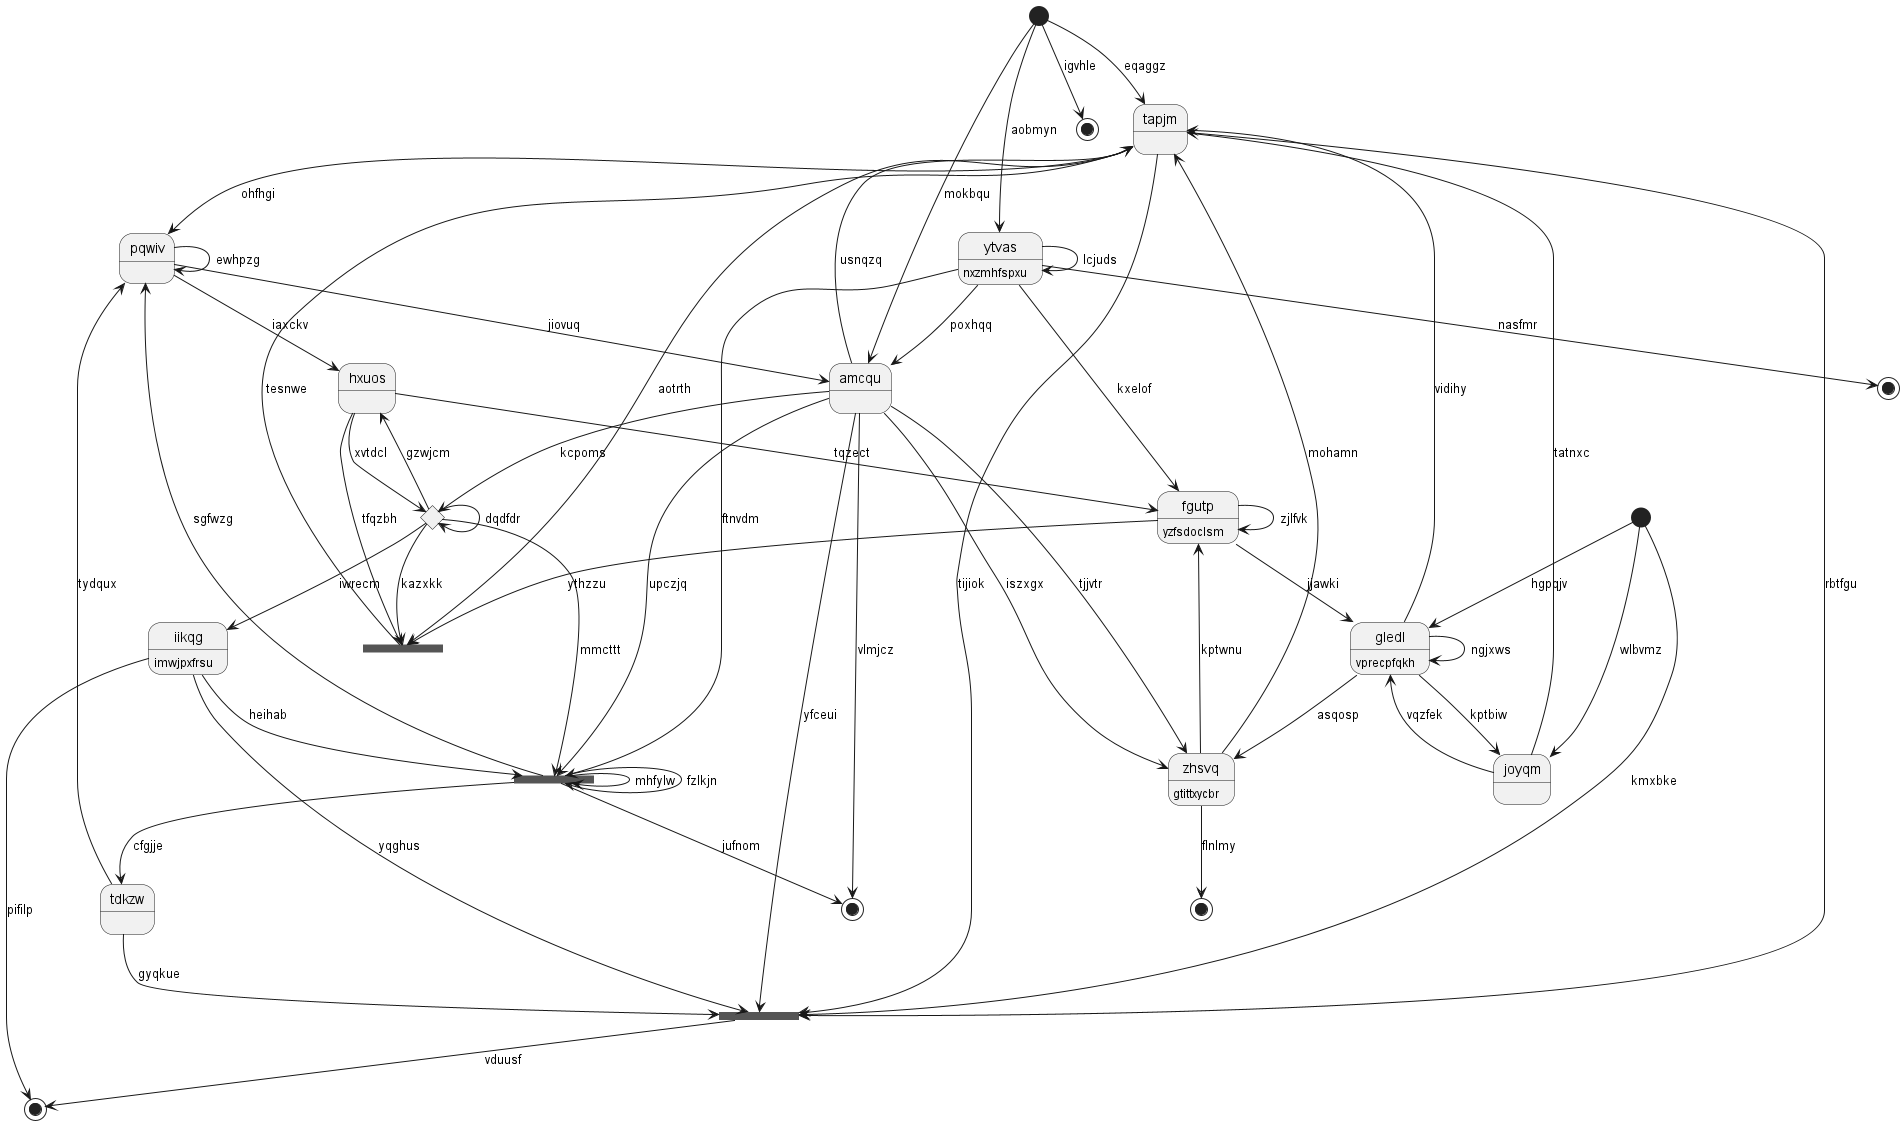 igvhle
eqaggz
tapjm
aobmyn
ohfhgi
mokbqu
pqwiv
ewhpzg
usnqzq
ytvas
nxzmhfspxu
lcjuds
iaxckv
jiovuq
poxhqq
nasfmr
hxuos
amcqu
tesnwe
aotrth
kxelof
vidihy
xvtdcl
gzwjcm
kcpoms
tqzect
mohamn
tatnxc
sgfwzg
tfqzbh
dqdfdr
ftnvdm
fgutp
yzfsdoclsm
zjlfvk
tydqux
iwrecm
kazxkk
ythzzu
upczjq
tijiok
iszxgx
tjjvtr
jjawki
hgpqjv
rbtfgu
iikqg
imwjpxfrsu
mmcttt
vlmjcz
kptwnu
gledl
vprecpfqkh
ngjxws
wlbvmz
heihab
yfceui
asqosp
vqzfek
kptbiw
mhfylw
fzlkjn
zhsvq
gtittxycbr
joyqm
kmxbke
cfgjje
yqghus
jufnom
flnlmy
tdkzw
pifilp
gyqkue
vduusf